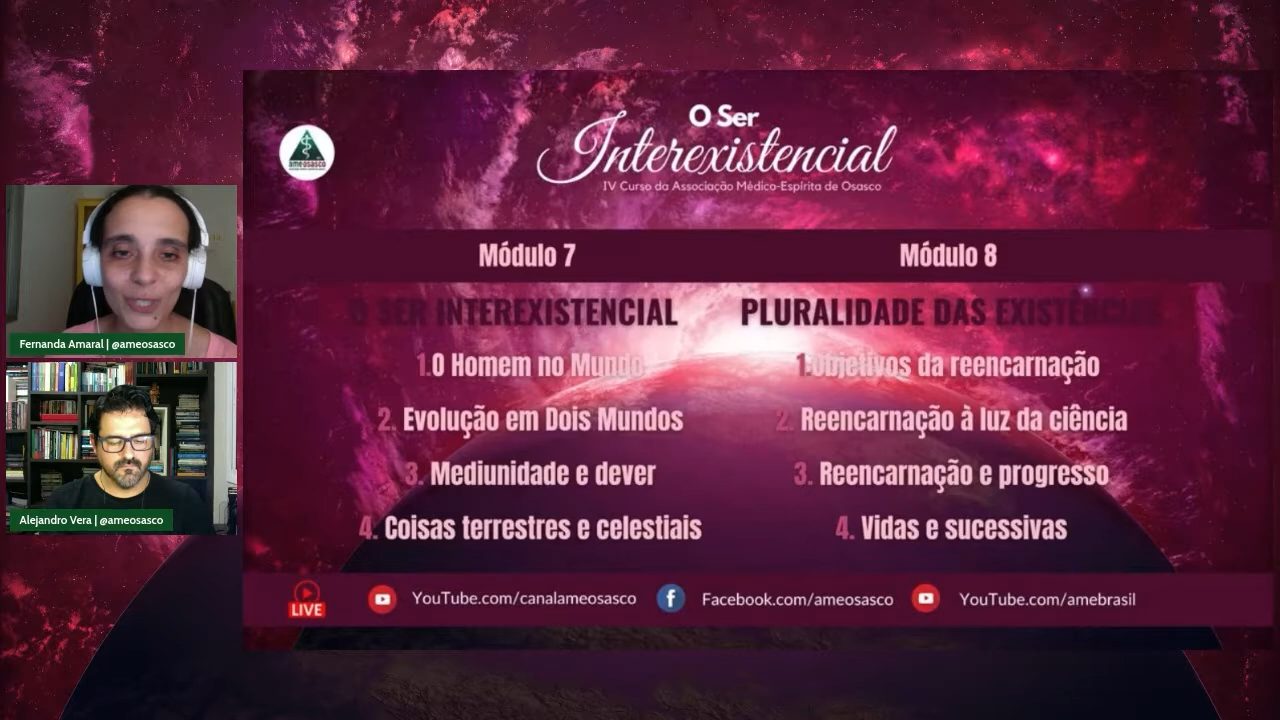 O Ser
Interexistencial
IV Curso da Associação Médico-Espírita de Osasco
ameosasco
Módulo 7
Módulo 8
O SER INTEREXISTENCIAL
PLURALIDADE DAS EXISTÊNCIAS
1.O Homem no Mundo
1.Objetivos da reencarnação
2. Evolução em Dois Mundos
2. Reencarnação à luz da ciência
3. Mediunidade e dever
3. Reencarnação e progresso
4. Coisas terrestres e celestiais
4. Vidas e sucessivas
LIVE
YouTube.com/canalameosasco
Facebook.com/ameosasco
YouTube.com/amebrasil
Fernanda Amaral | @ameosasco
Alejandro Vera | @ameosasco